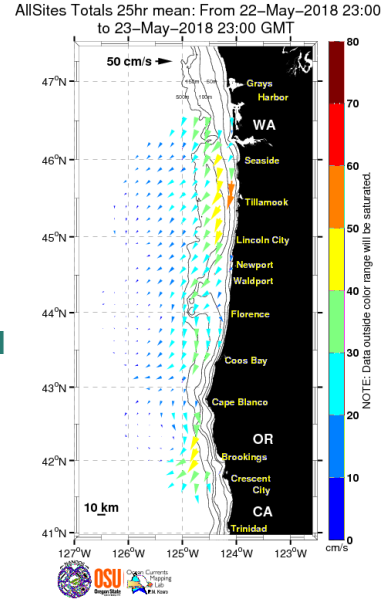 AllSites Totals 25hr mean: From 22−May−2018 23:00
to 23−May−2018 23:00 GMT
50 cm/s
80
47°N
Grays
Harbor
500m 180m
70
WA
46°N
Seaside
60
Tillamook
45°N
Lincoln City
50
Newport
Waldport
40
44°N
Florence
30
Coos Bay
43°N
Cape Blanco
20
OR
42°N
Brookings
10
Crescent
City
10 km
CA
41°N
Trinidad
0
127°W 126°W 125°W 124°W 123°W
cm/s
NOTE: Data outside color range will be saturated.
OSU
Oregon State
Ocean Currents
Mapping
Lab